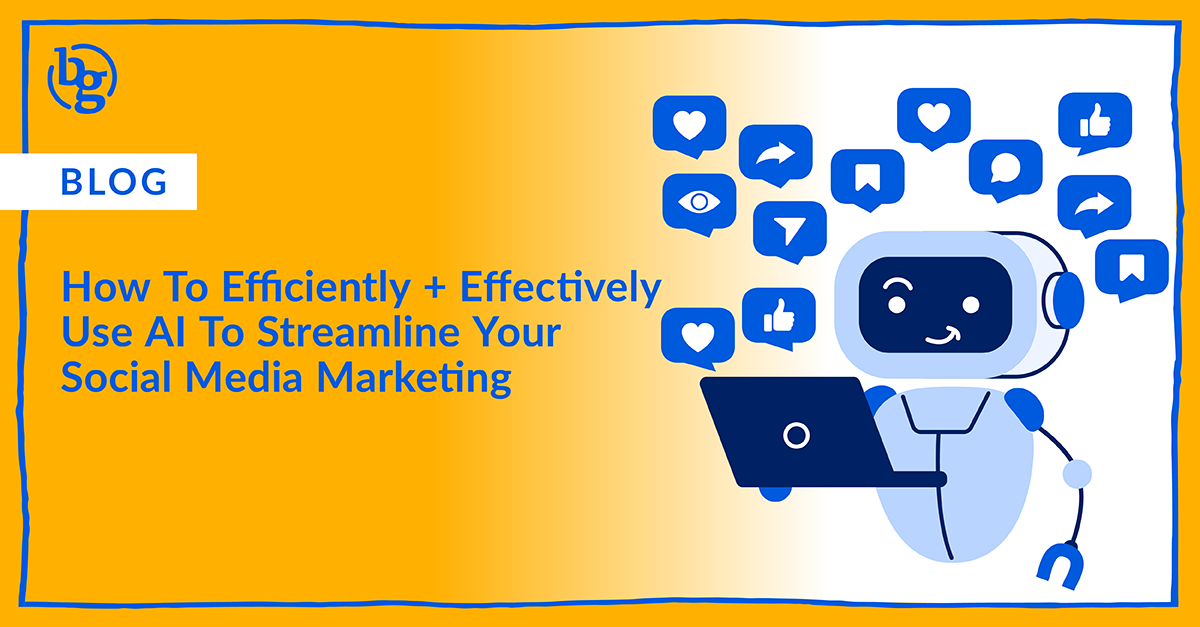 bg
BLOG
How To Efficiently + Effectively
Use AI To Streamline Your
Social Media Marketing